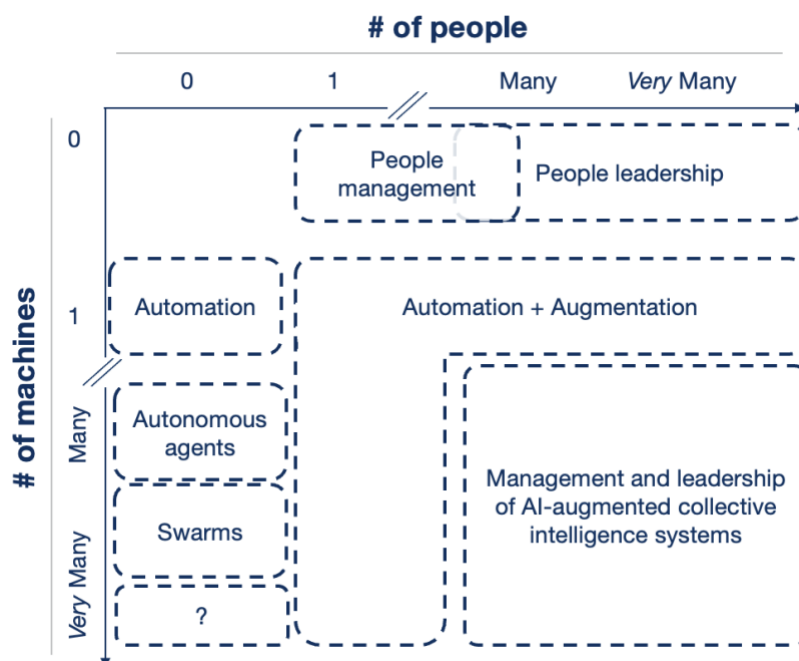 # of people
0
1
Many
Very Many
# of machines
0
People
management
People leadership
1
Automation
Automation + Augmentation
Many
Autonomous
agents
Management and leadership
of AI-augmented collective
intelligence systems
Swarms
Very Many
?